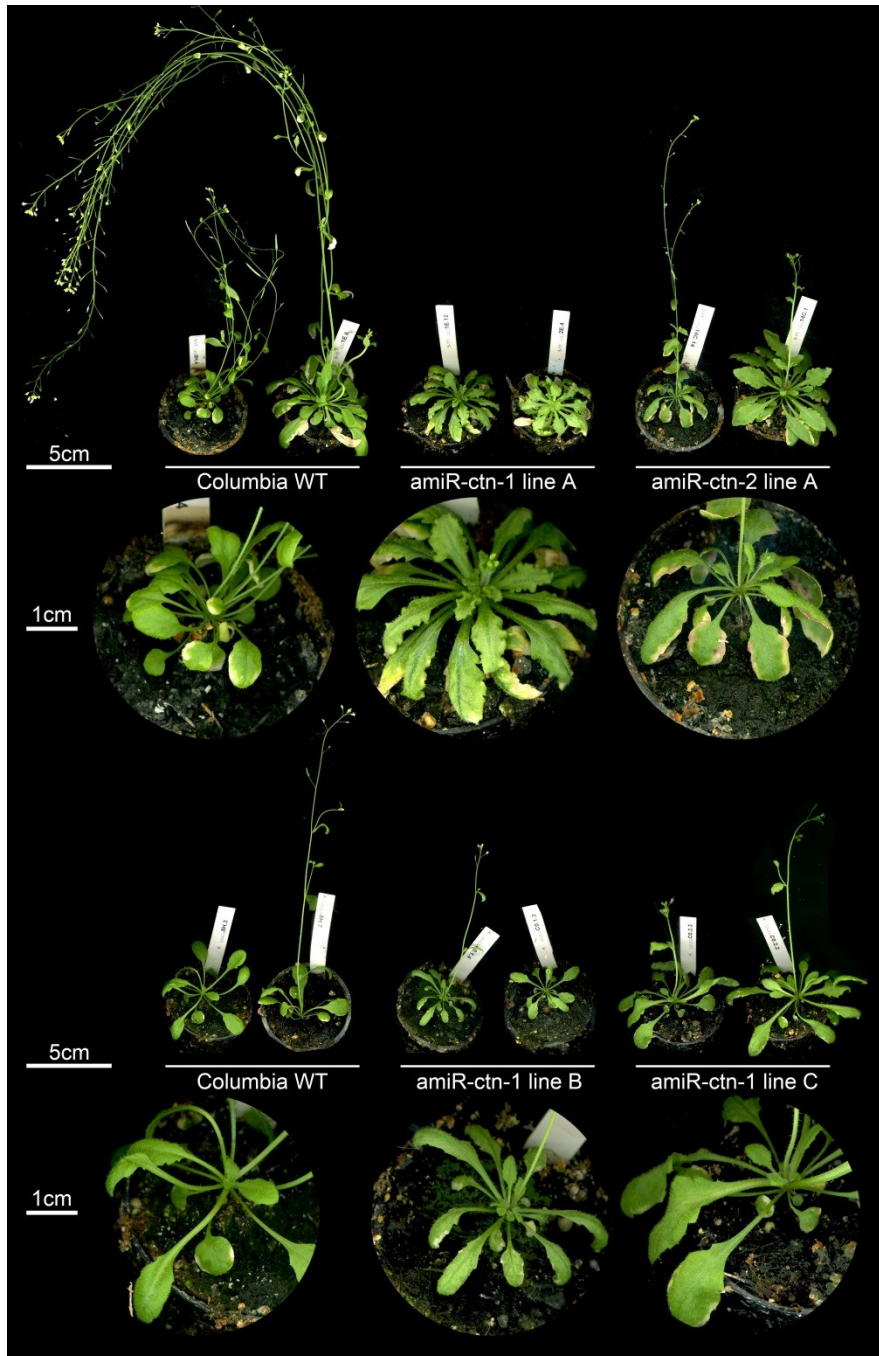 5cm
Columbia WT
amiR-ctn-1 line A
amiR-ctn-2 line A
1cm
5cm
Columbia WT
amiR-ctn-1 line B
amiR-ctn-1 line C
1cm